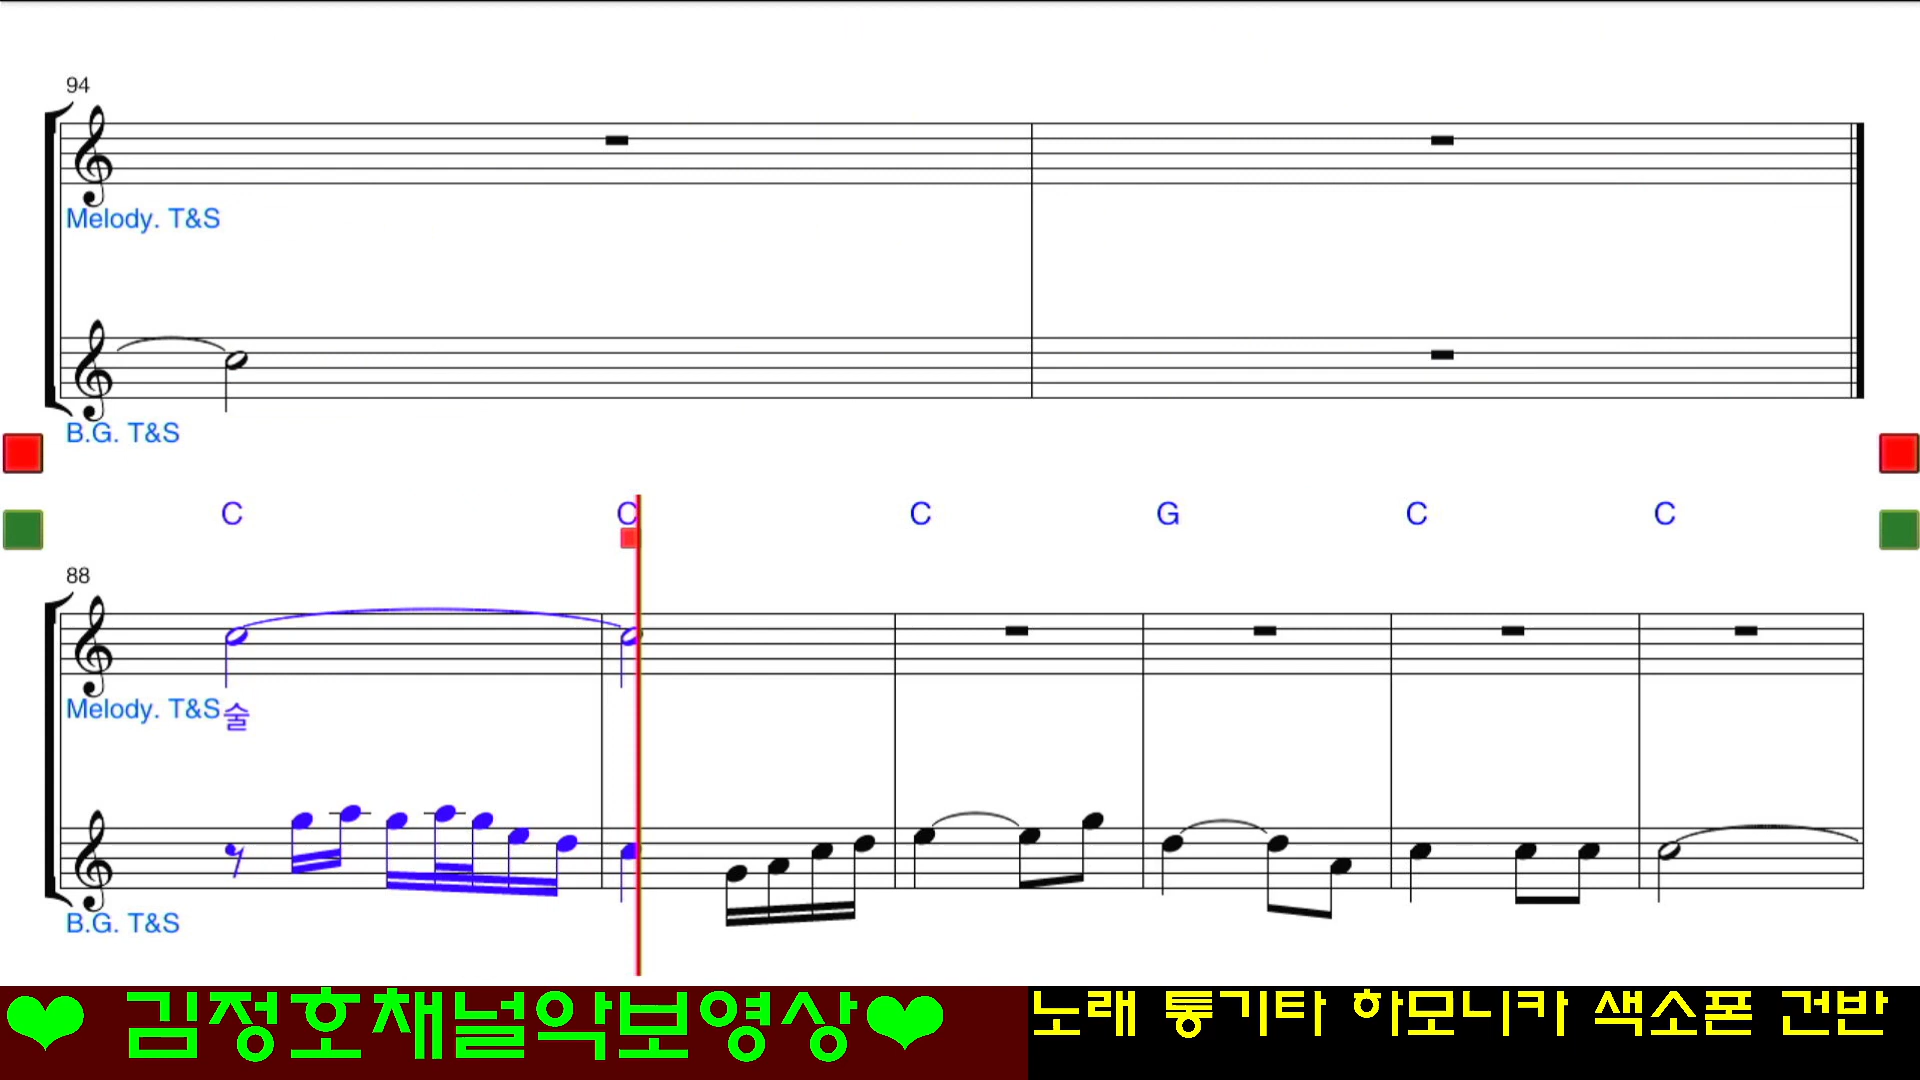 94
Melody. T&S
B.G. T&S
C C C G C C
88
Melody. T&S 술
B.G. T&S
❤ 김정호채널악보영상❤ 노래 통기타 하모니카 색소폰 건반